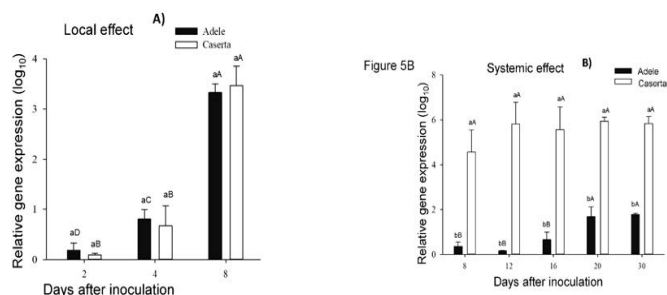 Local effect
A)
Adele
Caserta
Relative gene expression (log10)
4
3
2
1
0
aD
aB
aC
aB
aA
aA
2
4
8
Days after inoculation
Figure 5B
Systemic effect
B)
Adele
Caserta
Relative gene expression (log10)
8
6
4
2
0
bB
aA
bB
aA
bB
aA
bA
aA
bA
aA
8
12
16
20
30
Days after inoculation